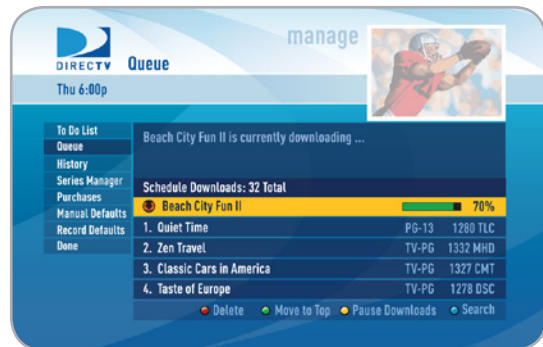 manage
DIRECTV Queue
Thu 6:00p
To Do List
Queue
History
Series Manager
Purchases
Manual Defaults
Record Defaults
Done
Beach City Fun II is currently downloading ...
Schedule Downloads: 32 Total
Beach City Fun II 70%
1. Quiet Time PG-13 1280 TLC
2. Zen Travel TV-PG 1332 MHD
3. Classic Cars in America TV-PG 1327 CMT
4. Taste of Europe TV-PG 1278 DSC
Delete Move to Top Pause Downloads Search